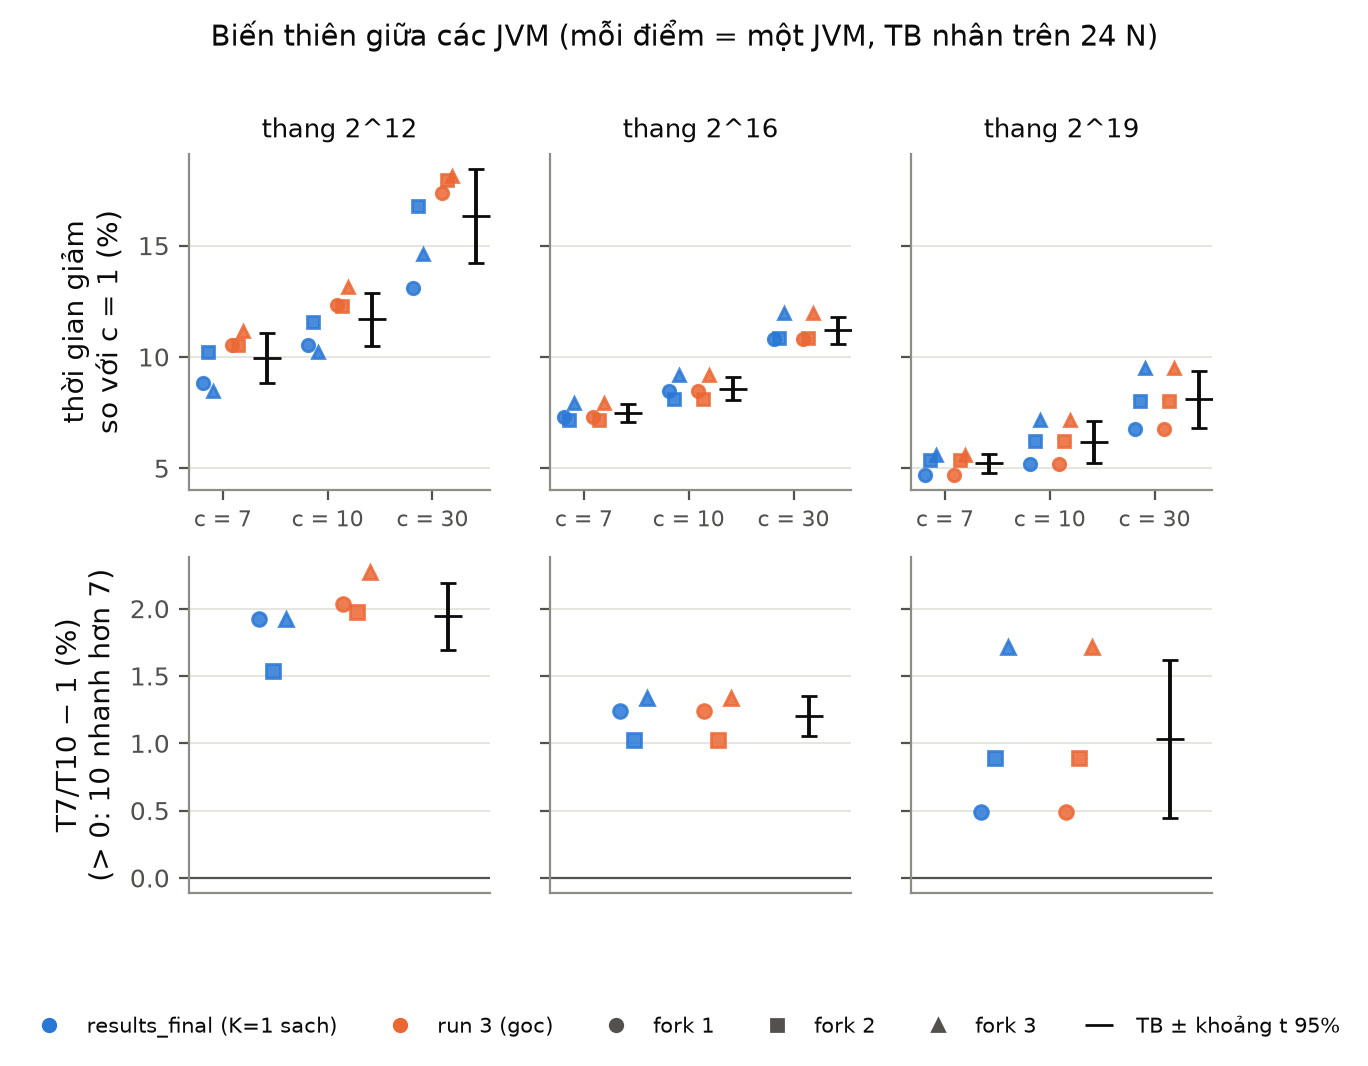 Biến thiên giữa các JVM (mỗi điểm = một JVM, TB nhân trên 24 N)
thang 2^12
thang 2^16
thang 2^19
thời gian giảm
so với c = 1 (%)
15
10
5
c = 7
c = 10
c = 30
c = 7
c = 10
c = 30
c = 7
c = 10
c = 30
T7/T10 − 1 (%)
(> 0: 10 nhanh hơn 7)
2.0
1.5
1.0
0.5
0.0
results_final (K=1 sach)
run 3 (goc)
fork 1
fork 2
fork 3
TB ± khoảng t 95%